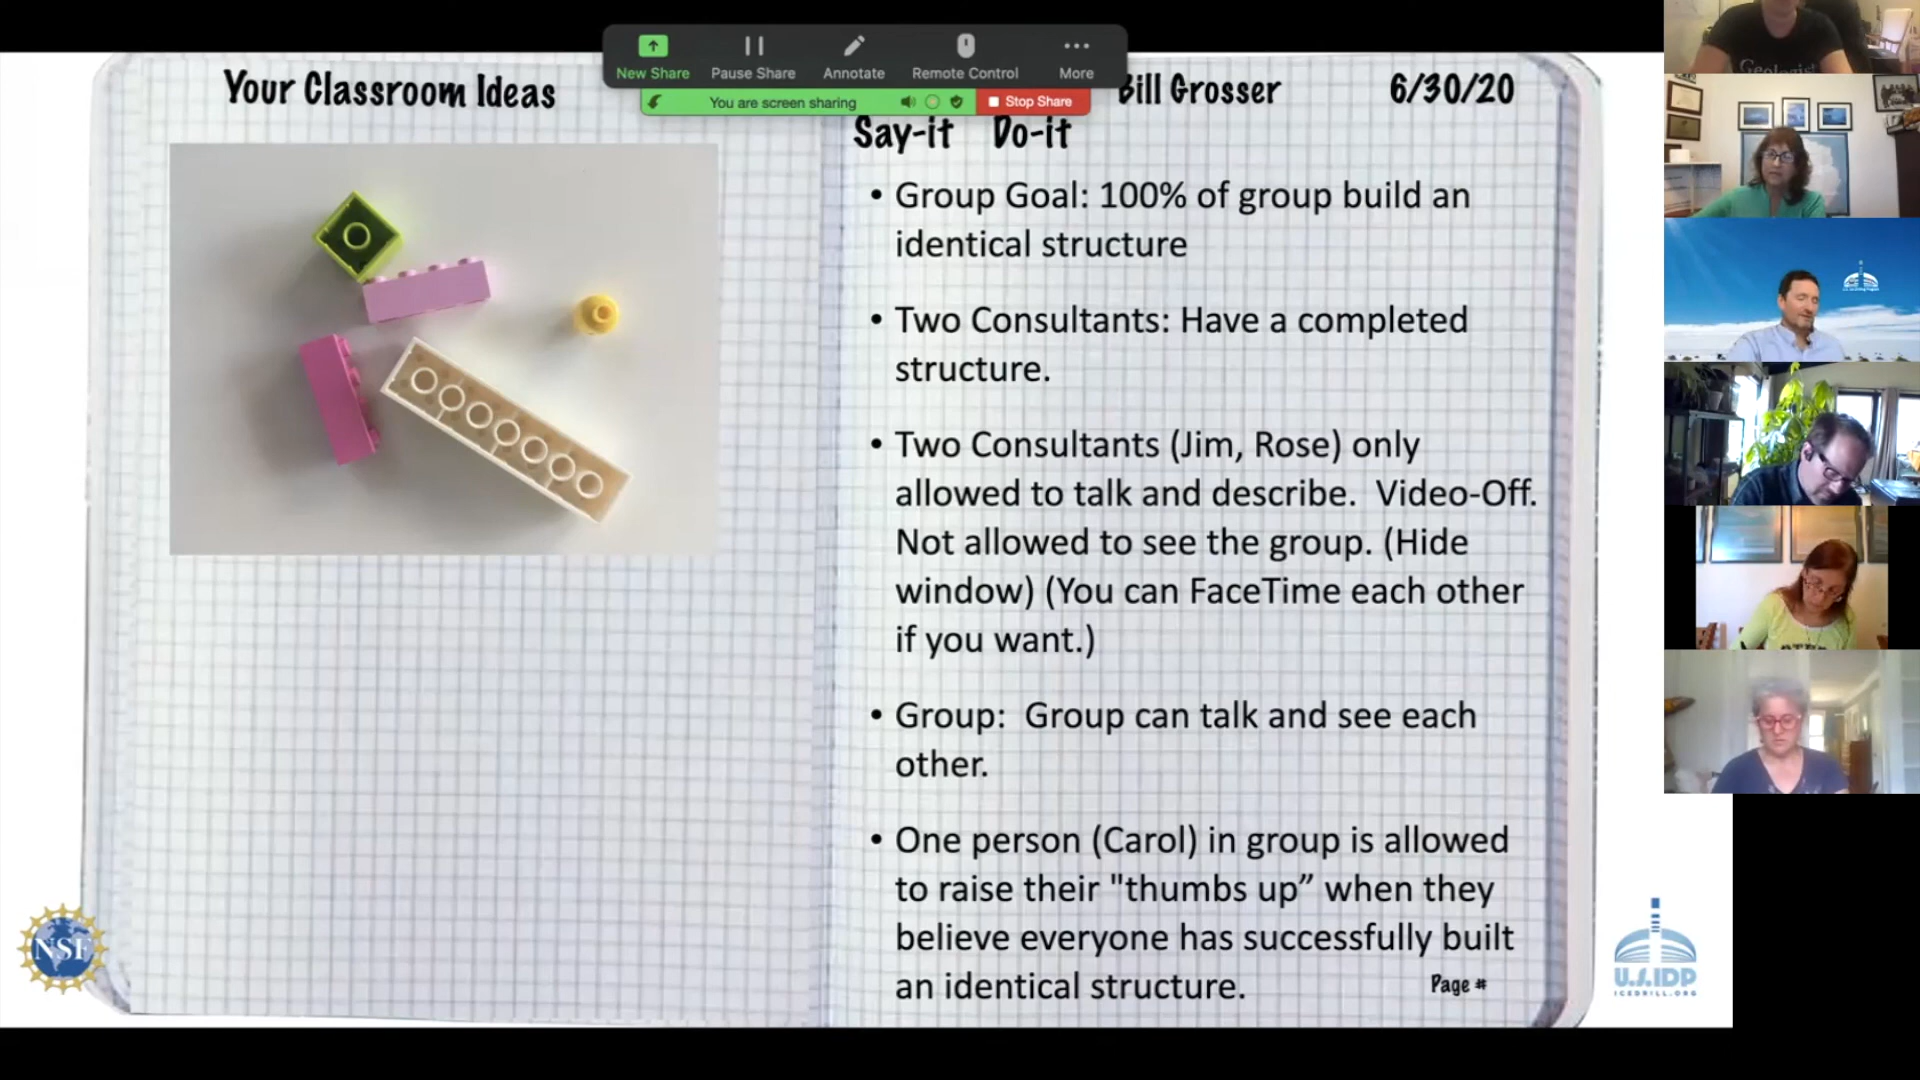 New Share
Pause Share
Annotate
Remote Control
More
You are screen sharing
Stop Share
Your Classroom Ideas
Bill Grosser
6/30/20
Say-it Do-it
• Group Goal: 100% of group build an
identical structure
• Two Consultants: Have a completed
structure.
• Two Consultants (Jim, Rose) only
allowed to talk and describe. Video-Off.
Not allowed to see the group. (Hide
window) (You can FaceTime each other
if you want.)
• Group: Group can talk and see each
other.
• One person (Carol) in group is allowed
to raise their "thumbs up” when they
believe everyone has successfully built
an identical structure.
Page #
NSF
U.S.IDP
ICEDRILL.ORG
Geologist